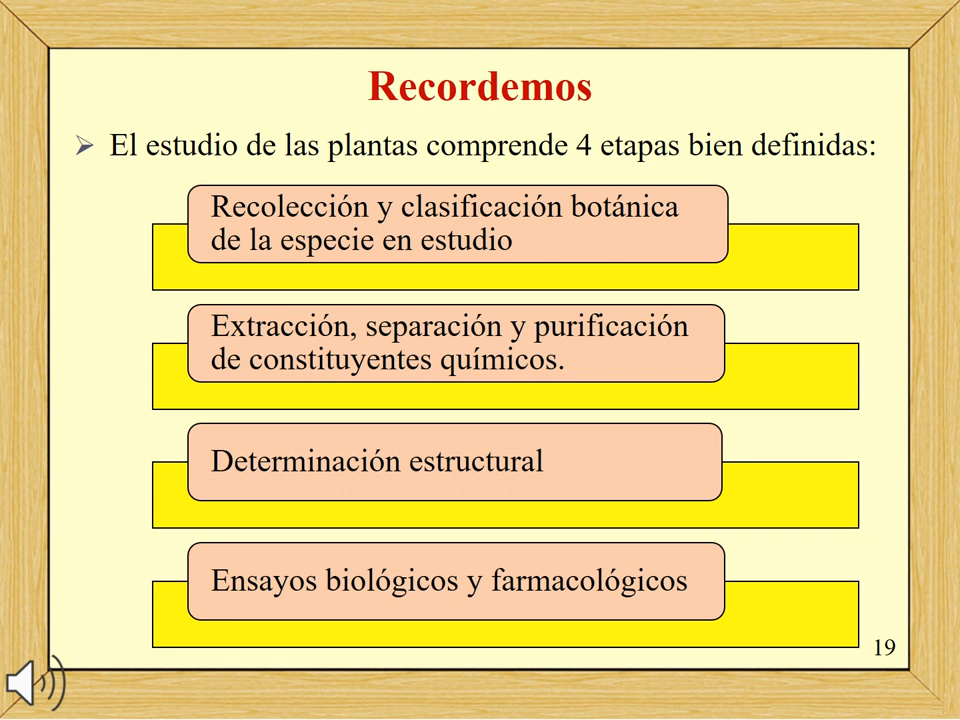 Recordemos
El estudio de las plantas comprende 4 etapas bien definidas:
Recolección y clasificación botánica
de la especie en estudio
Extracción, separación y purificación
de constituyentes químicos.
Determinación estructural
Ensayos biológicos y farmacológicos
19